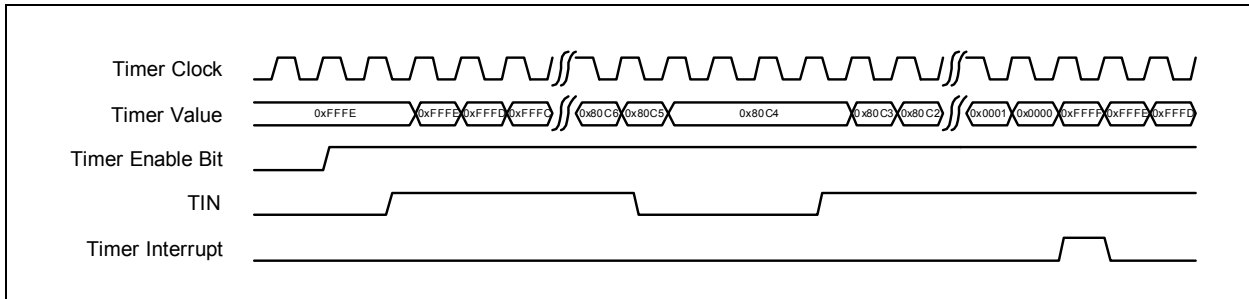 Timer Clock
Timer Value
0xFFFE
0xFFFE
0xFFFD
0xFFFC
0x80C6
0x80C5
0x80C4
0x80C3
0x80C2
0x0001
0x0000
0xFFFF
0xFFFE
0xFFFD
Timer Enable Bit
TIN
Timer Interrupt